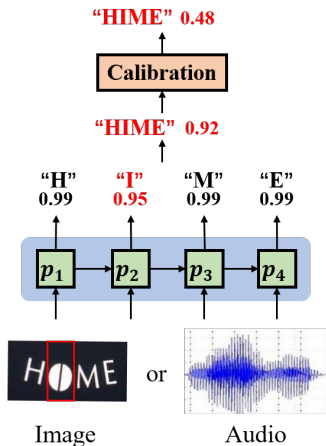 “HIME” 0.48
Calibration
“HIME” 0.92
“H” “I” “M” “E”
0.99 0.95 0.99 0.99
p₁ p₂ p₃ p₄
HOME or
Image Audio